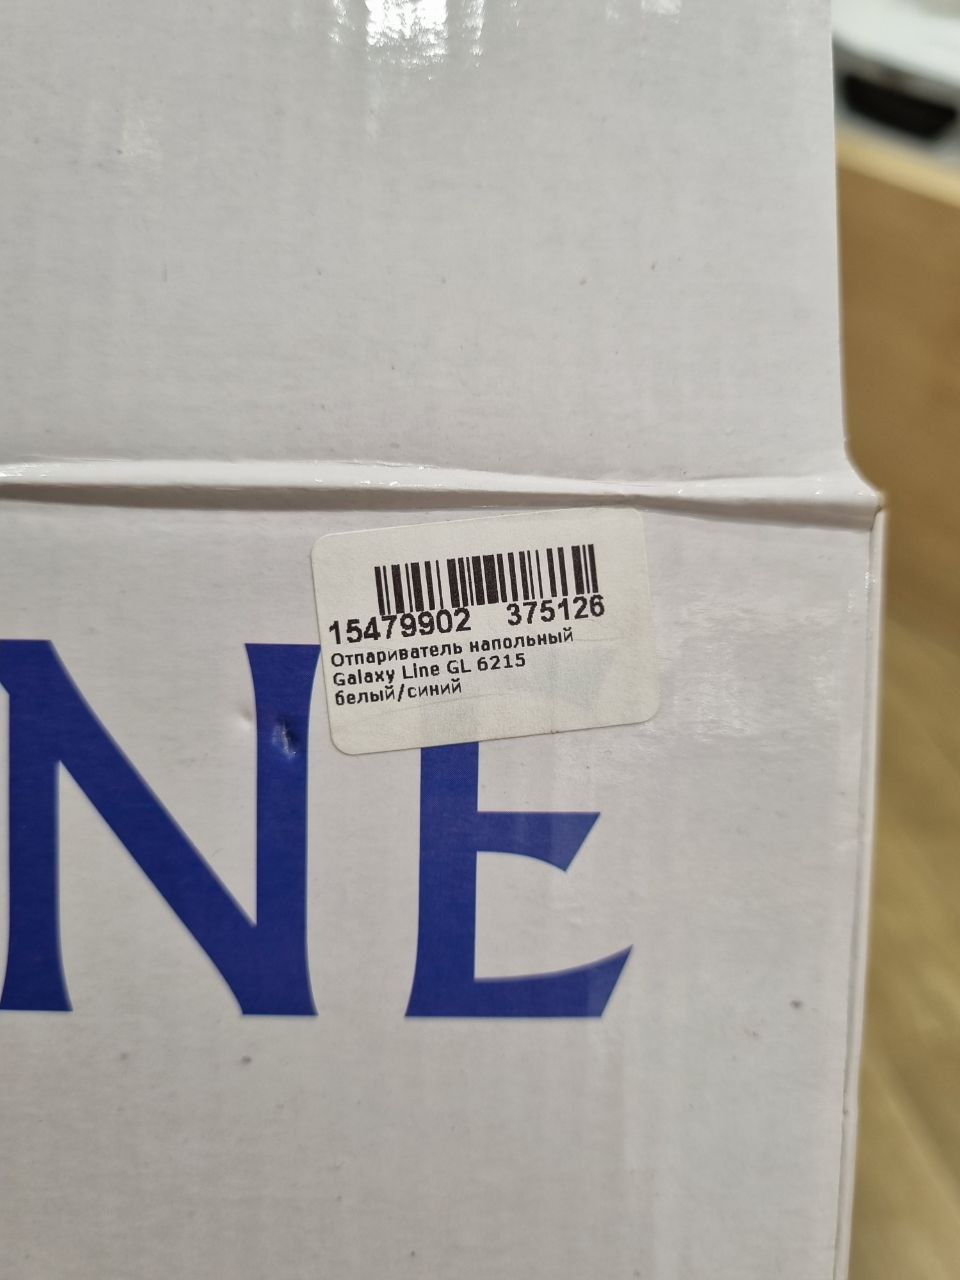 15479902 375126
Отпариватель напольный
Galaxy Line GL 6215
белый/синий
NE